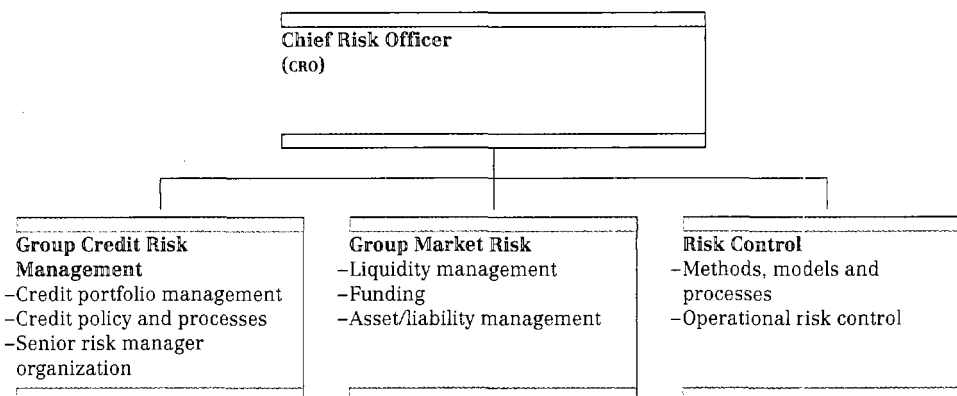 Chief Risk Officer
(CRO)
Group Credit Risk
Management
–Credit portfolio management
–Credit policy and processes
–Senior risk manager
organization
Group Market Risk
–Liquidity management
–Funding
–Asset/liability management
Risk Control
–Methods, models and
processes
–Operational risk control